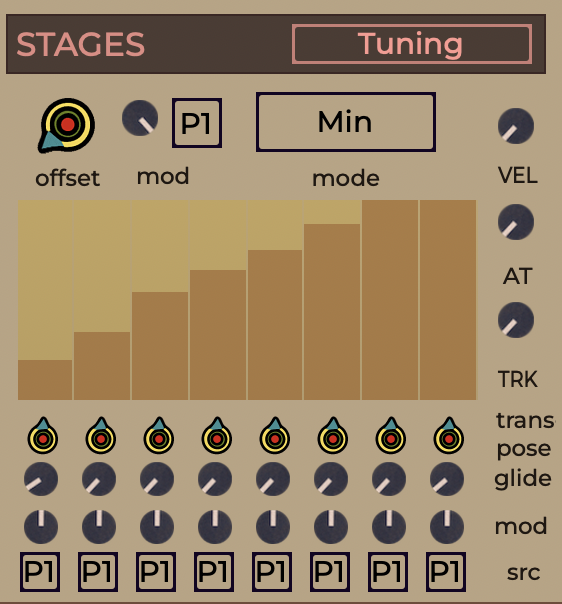 STAGES Tuning
P1 Min
offset mod mode VEL
AT
TRK
trans
pose
glide
mod
P1 P1 P1 P1 P1 P1 P1 P1 src